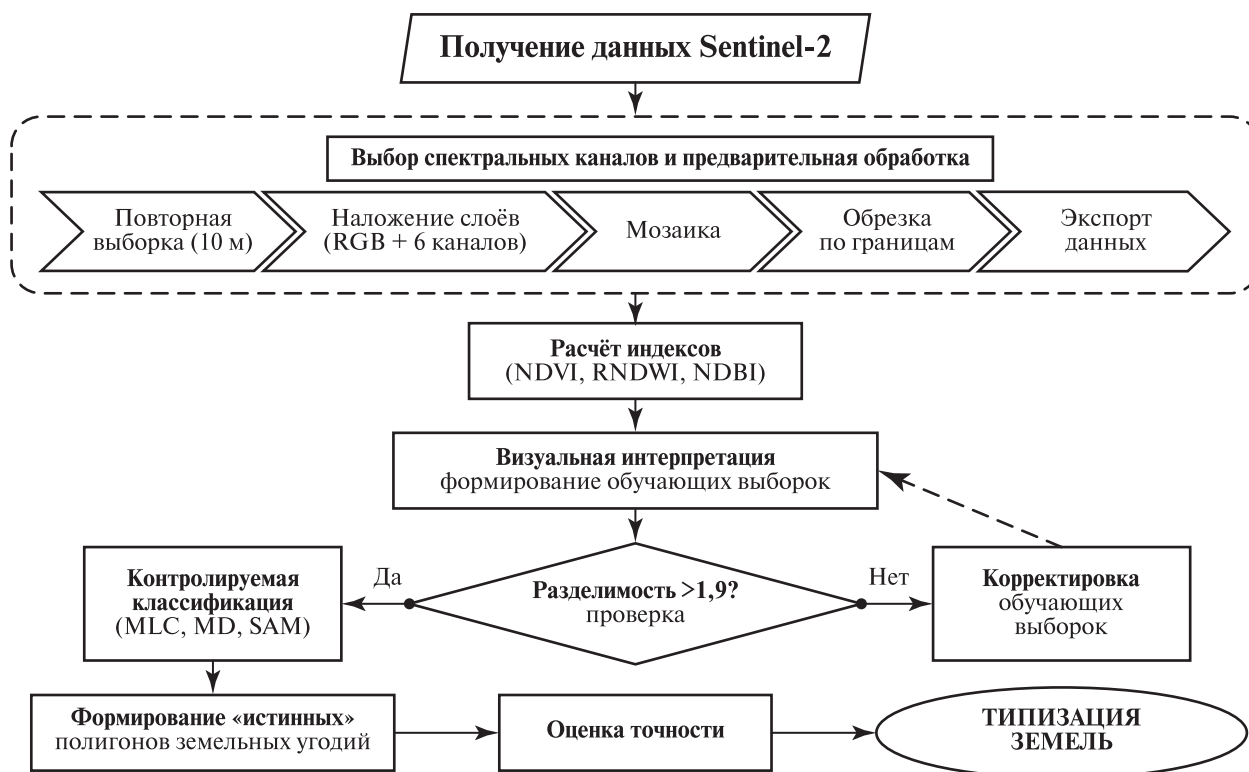 Получение данных Sentinel-2
Выбор спектральных каналов и предварительная обработка
Повторная
выборка (10 м)
Наложение слоёв
(RGB + 6 каналов)
Мозаика
Обрезка
по границам
Экспорт
данных
Расчёт индексов
(NDVI, RNDWI, NDBI)
Визуальная интерпретация
формирование обучающих выборок
Разделимость >1,9?
проверка
Да
Нет
Контролируемая
классификация
(MLC, MD, SAM)
Корректировка
обучающих
выборок
Формирование «истинных»
полигонов земельных угодий
Оценка точности
ТИПИЗАЦИЯ
ЗЕМЕЛЬ